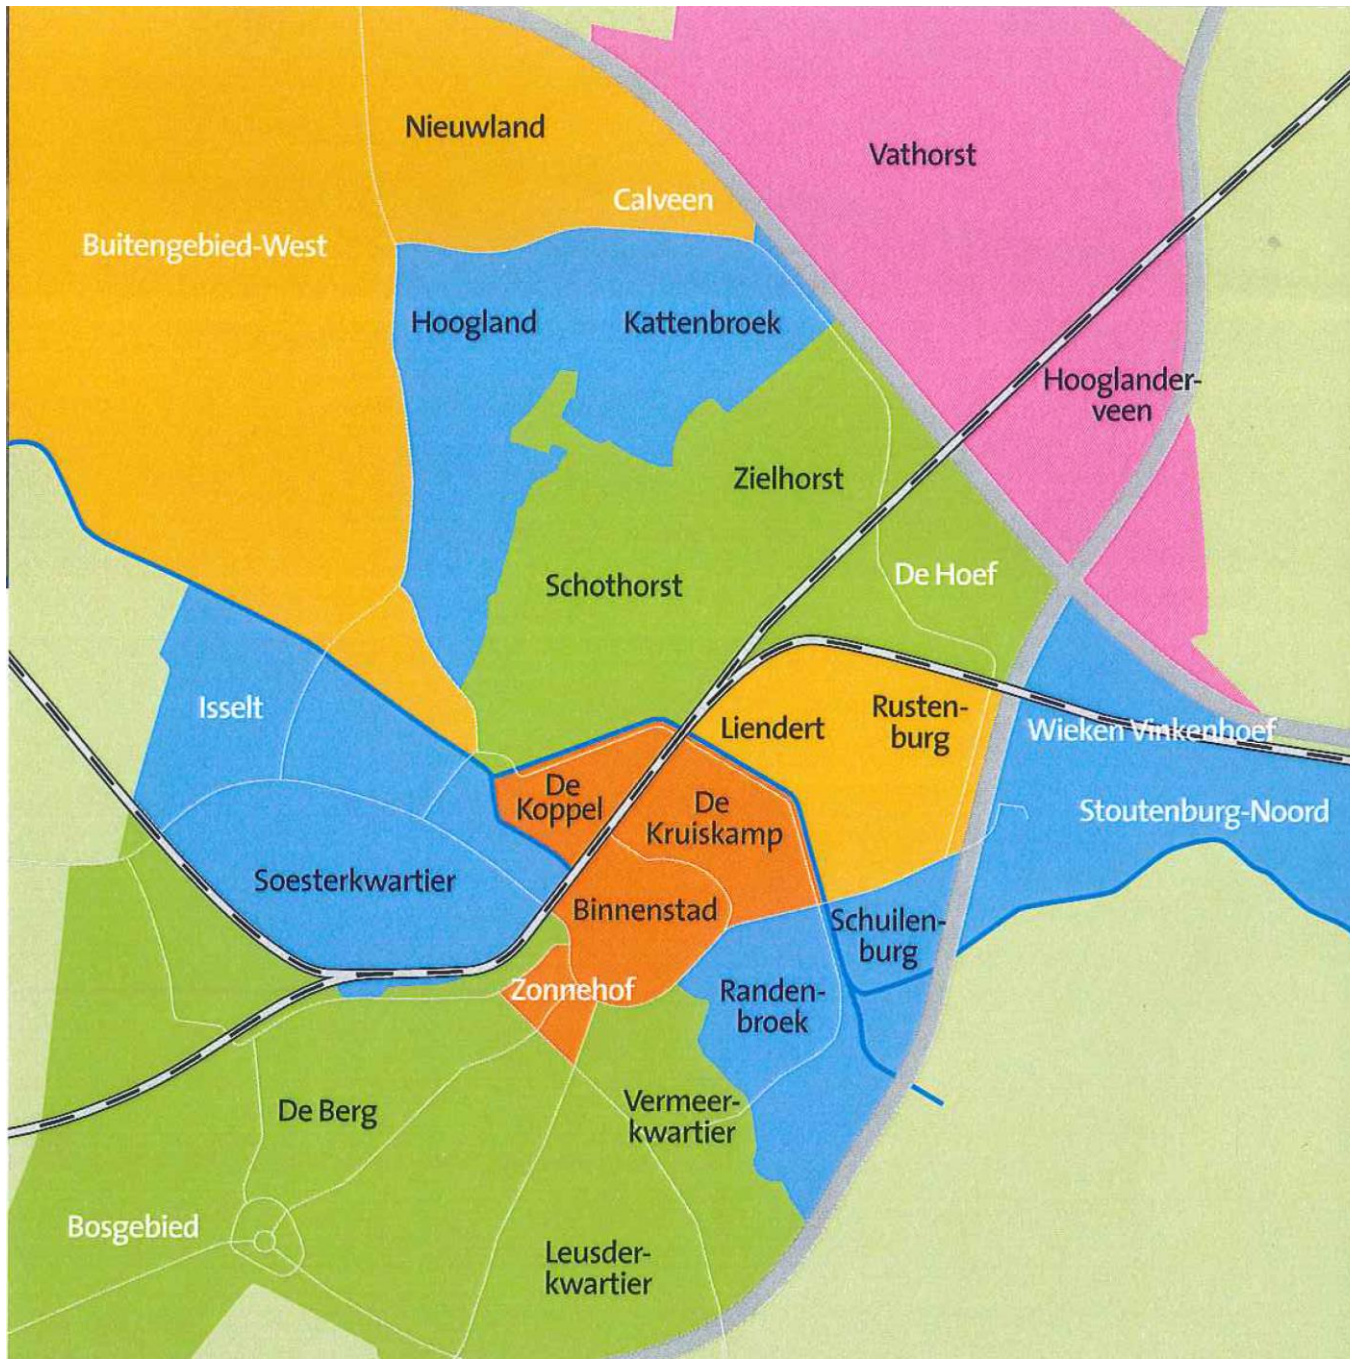 Nieuwland
Vathorst
Calveen
Buitengebied-West
Hoogland
Kattenbroek
Hooglander-
veen
Zielhorst
De Hoef
Schothorst
Isselt
Liendert
Rusten-
burg
Wieken Vinkenhoef
De
Koppel
De
Kruiskamp
Stoutenburg-Noord
Soesterkwartier
Binnenstad
Schuilen-
burg
Zonnehof
Randen-
broek
De Berg
Vermeer-
kwartier
Bosgebied
Leusder-
kwartier